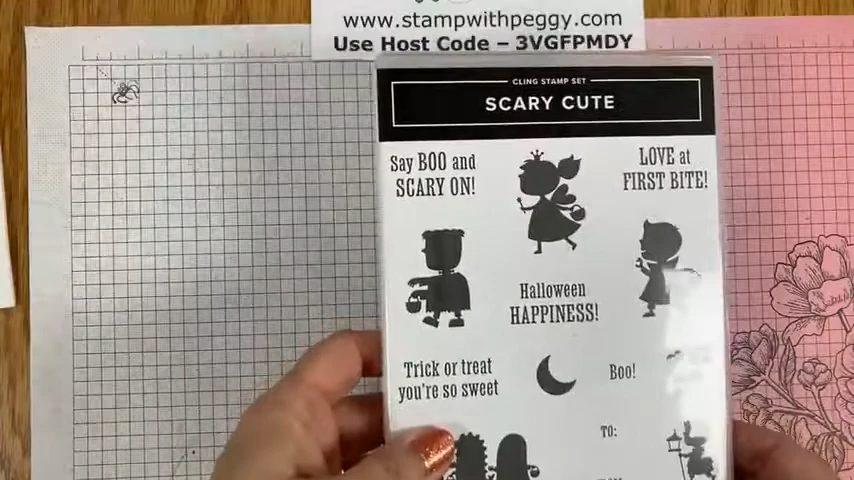 www.stampwithpeggy.com
Use Host Code – 3VGFPMDY
CLING STAMP SET
SCARY CUTE
Say BOO and
SCARY ON!
LOVE at
FIRST BITE!
Halloween
HAPPINESS!
Trick or treat
you're so sweet
Boo!
TO: